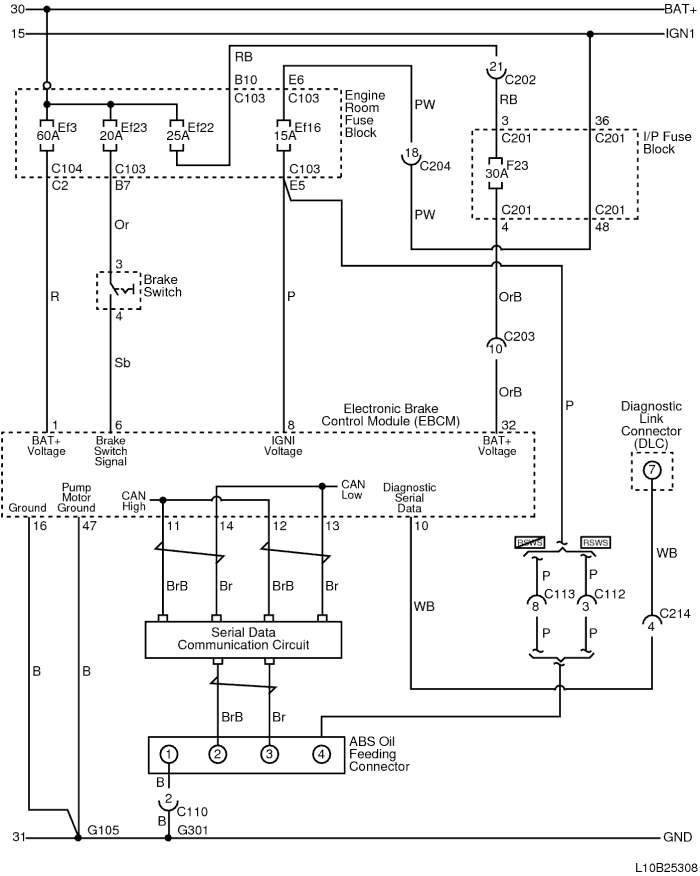 30 BAT+
15 IGN1
RB
21
C202
B10 E6
C103 C103
Engine
Room
Fuse
Block
PW
RB
3 36
C201 C201
I/P Fuse
Block
Ef3
60A
Ef23
20A
Ef22
25A
Ef16
15A
18
C204
F23
30A
C104 C103 C103
C2 B7 E5
PW
C201 C201
4 48
Or
3
Brake
Switch
4
R
P
OrB
C203
10
Sb
OrB
P
Electronic Brake
Control Module (EBCM)
Diagnostic
Link
Connector
(DLC)
7
1 6 8 32
BAT+
Voltage
Brake
Switch
Signal
IGNI
Voltage
BAT+
Voltage
Ground
Pump
Motor
Ground
CAN
High
CAN
Low
Diagnostic
Serial
Data
16 47 11 14 12 13 10
RSWS RSWS
WB
BrB Br BrB Br
WB
P P
C113 C112
8 3
C214
4
P P
Serial Data
Communication Circuit
B B
BrB Br
ABS Oil
Feeding
Connector
1 2 3 4
B
2
C110
B
31 G105 G301 GND
L10B25308